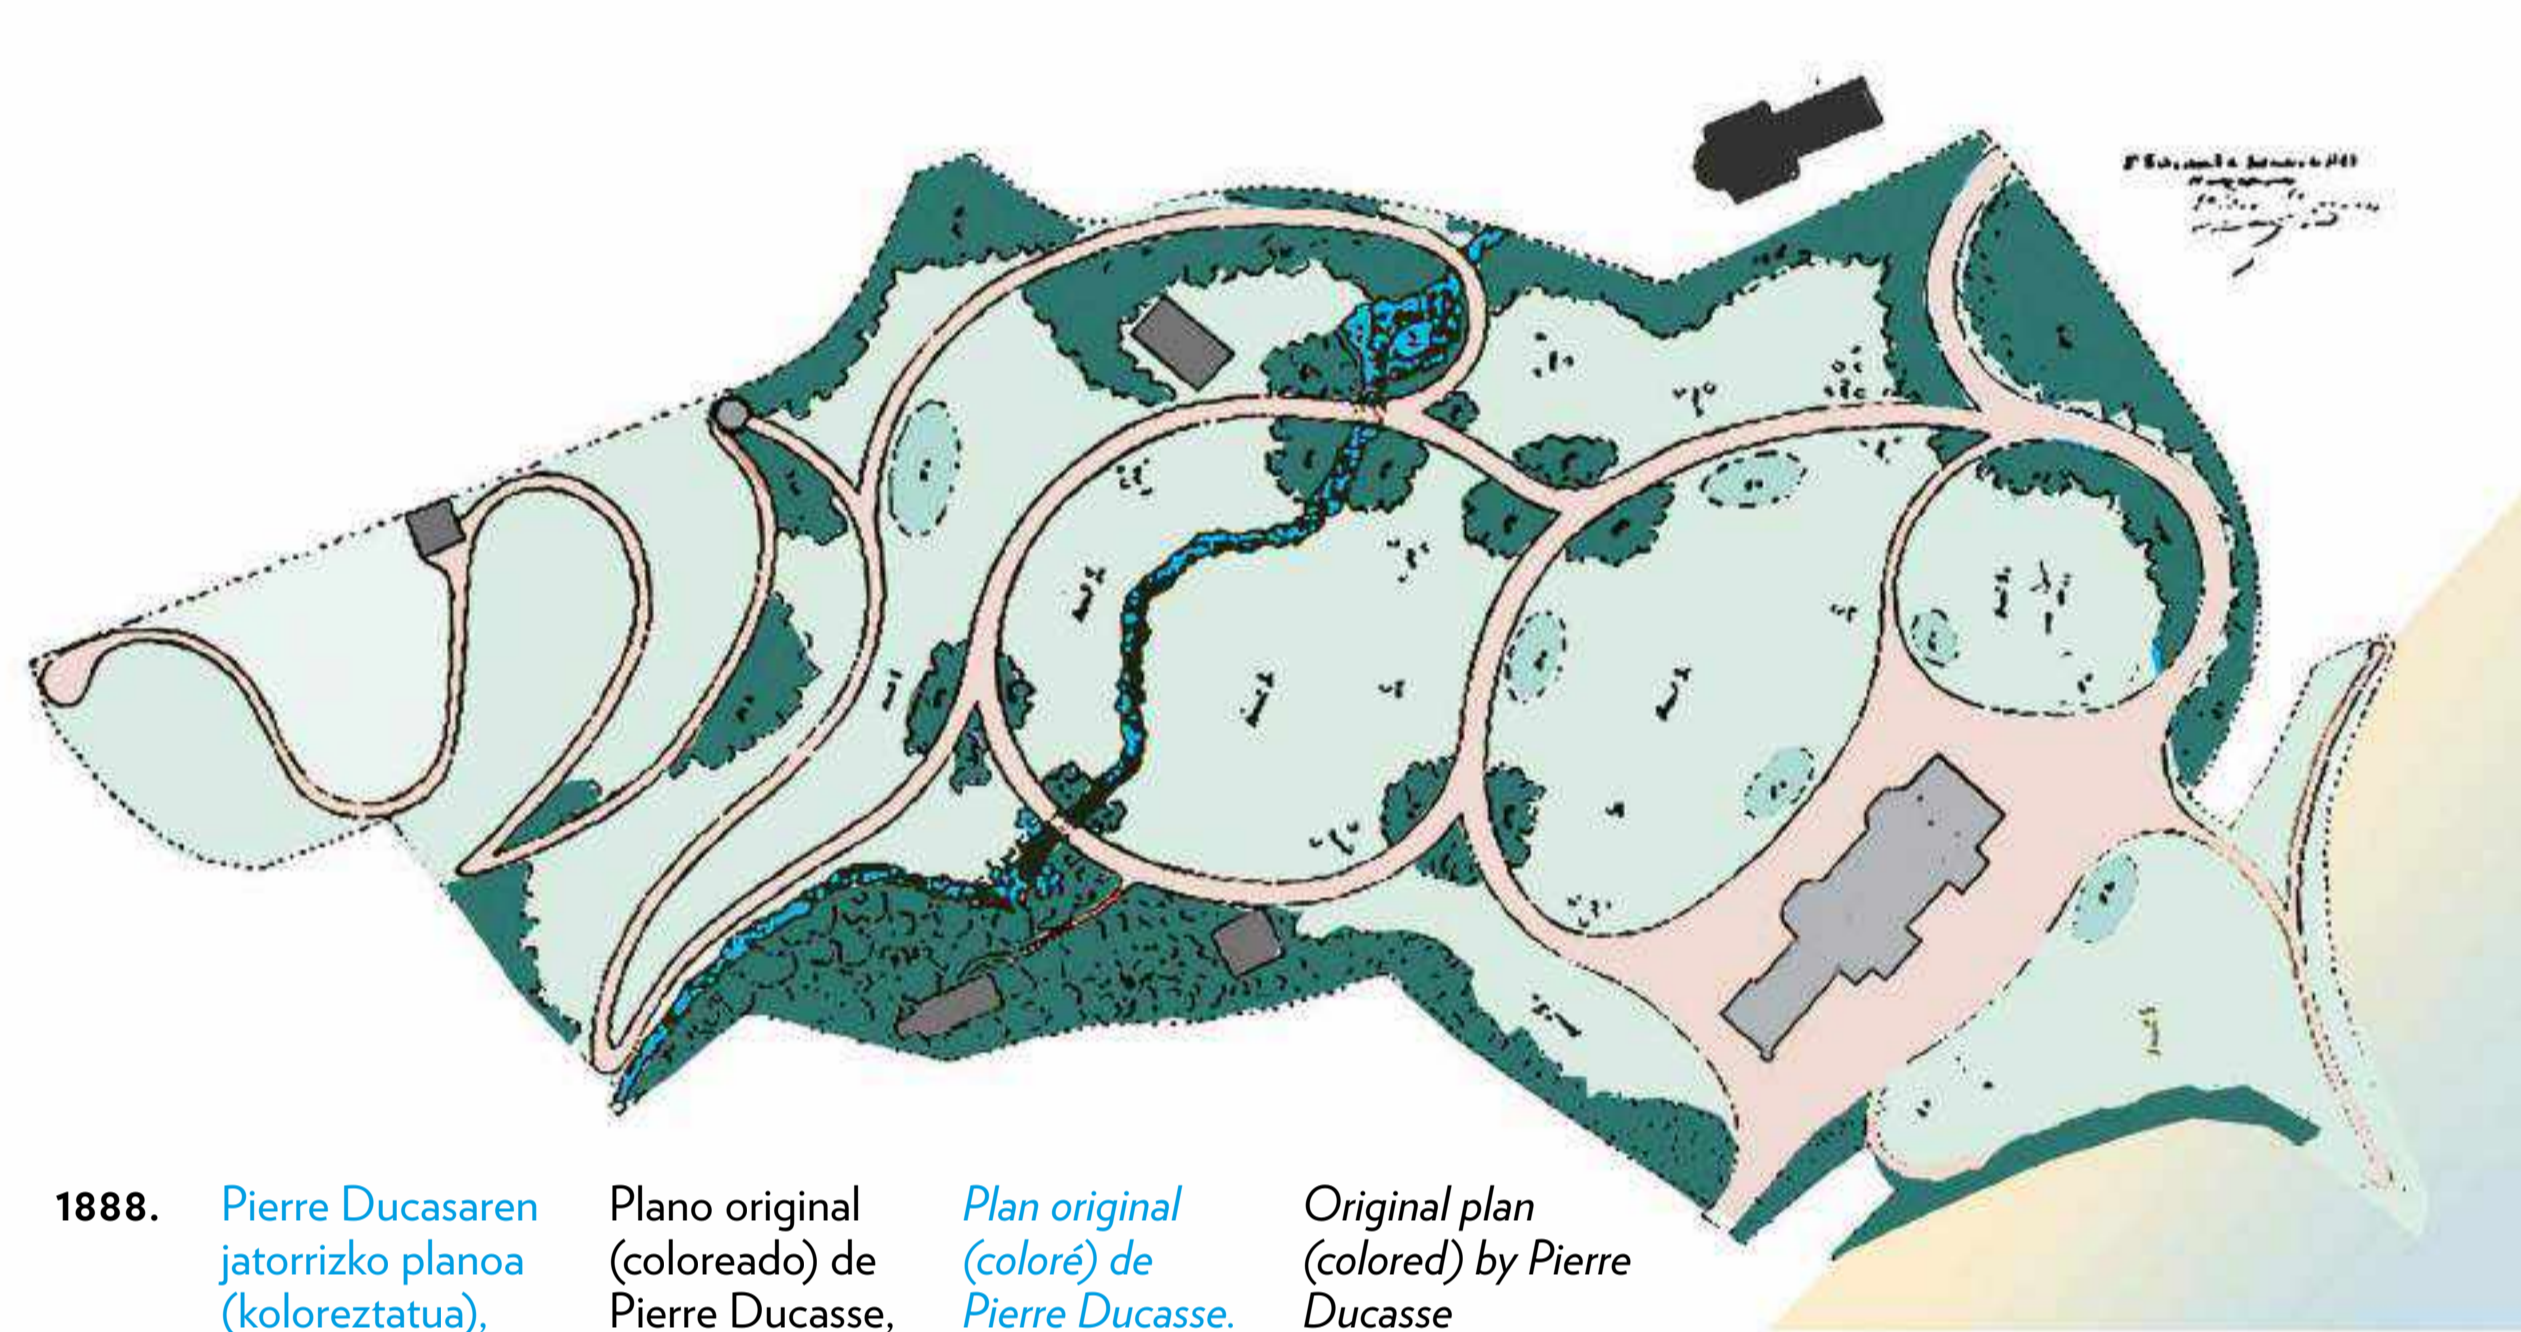 1888.
Pierre Ducasaren
jatorrizko planoa
(koloreztatua),
Plano original
(coloreado) de
Pierre Ducasse,
Plan original
(coloré) de
Pierre Ducasse.
Original plan
(colored) by Pierre
Ducasse